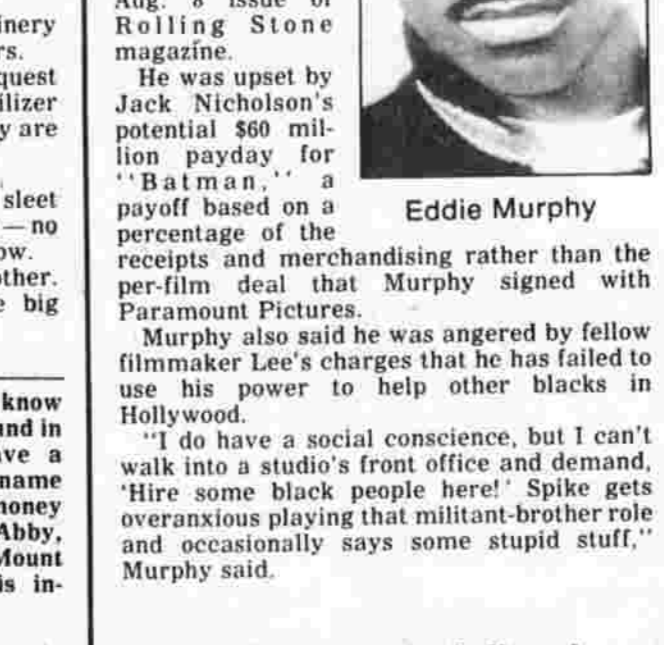 inery
rs.
quest
ilizer
y are
sleet
— no
ow.
other.
e big
know
und in
ave a
name
money
Abby,
Mount
is in-
Aug. 8 issue of
Rolling Stone
magazine.
He was upset by
Jack Nicholson's
potential $60 mil-
lion payday for
"Batman," a
payoff based on a
percentage of the
Eddie Murphy
receipts and merchandising rather than the
per-film deal that Murphy signed with
Paramount Pictures.
Murphy also said he was angered by fellow
filmmaker Lee's charges that he has failed to
use his power to help other blacks in
Hollywood.
"I do have a social conscience, but I can't
walk into a studio's front office and demand,
'Hire some black people here!' Spike gets
overanxious playing that militant-brother role
and occasionally says some stupid stuff,"
Murphy said.